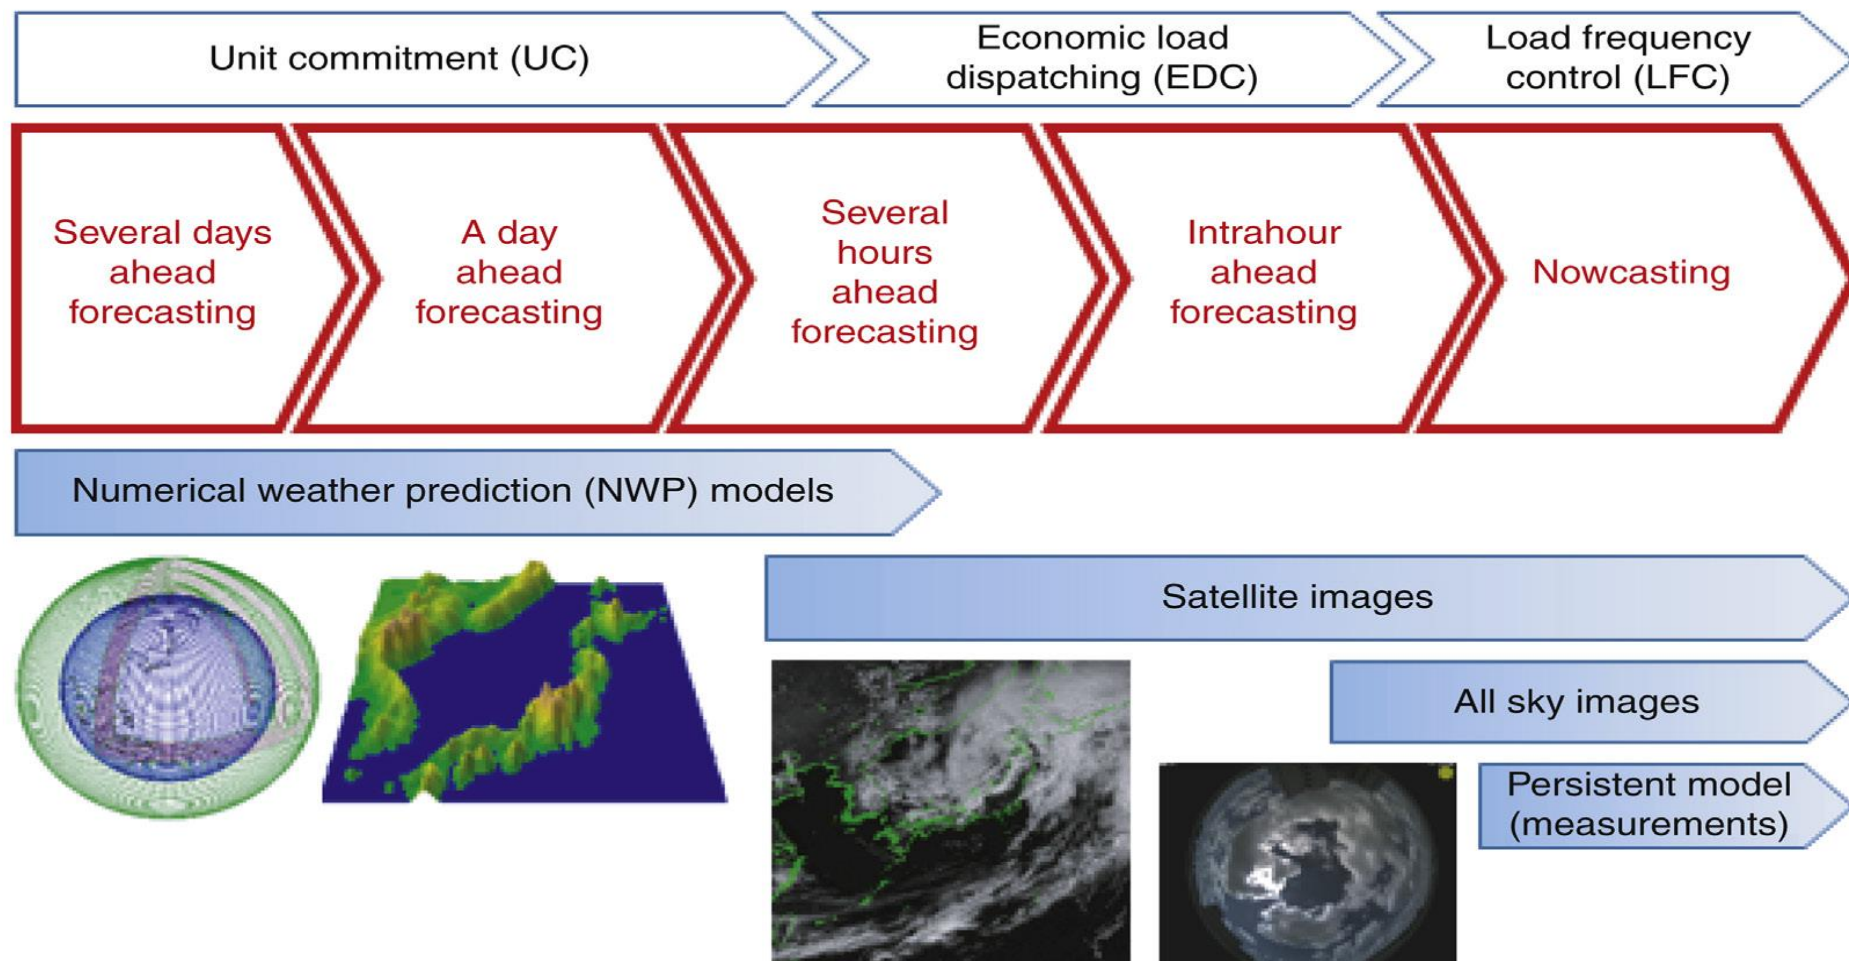 Unit commitment (UC)
Economic load
dispatching (EDC)
Load frequency
control (LFC)
Several days
ahead
forecasting
A day
ahead
forecasting
Several
hours
ahead
forecasting
Intrahour
ahead
forecasting
Nowcasting
Numerical weather prediction (NWP) models
Satellite images
All sky images
Persistent model
(measurements)